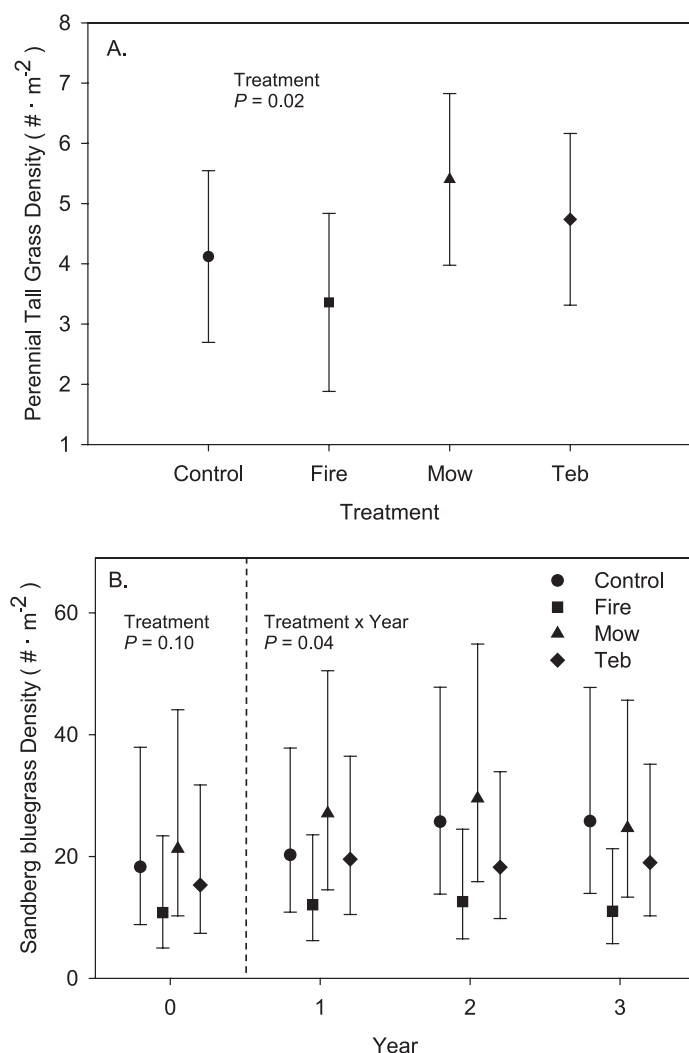 8
A.
7
Treatment
P = 0.02
6
5
4
3
2
1
Perennial Tall Grass Density ( # · m-2 )
Control Fire Mow Teb
Treatment
B.
Control
Fire
Mow
Teb
Treatment
P = 0.10
Treatment x Year
P = 0.04
60
40
20
0
Sandberg bluegrass Density ( # · m-2 )
0 1 2 3
Year